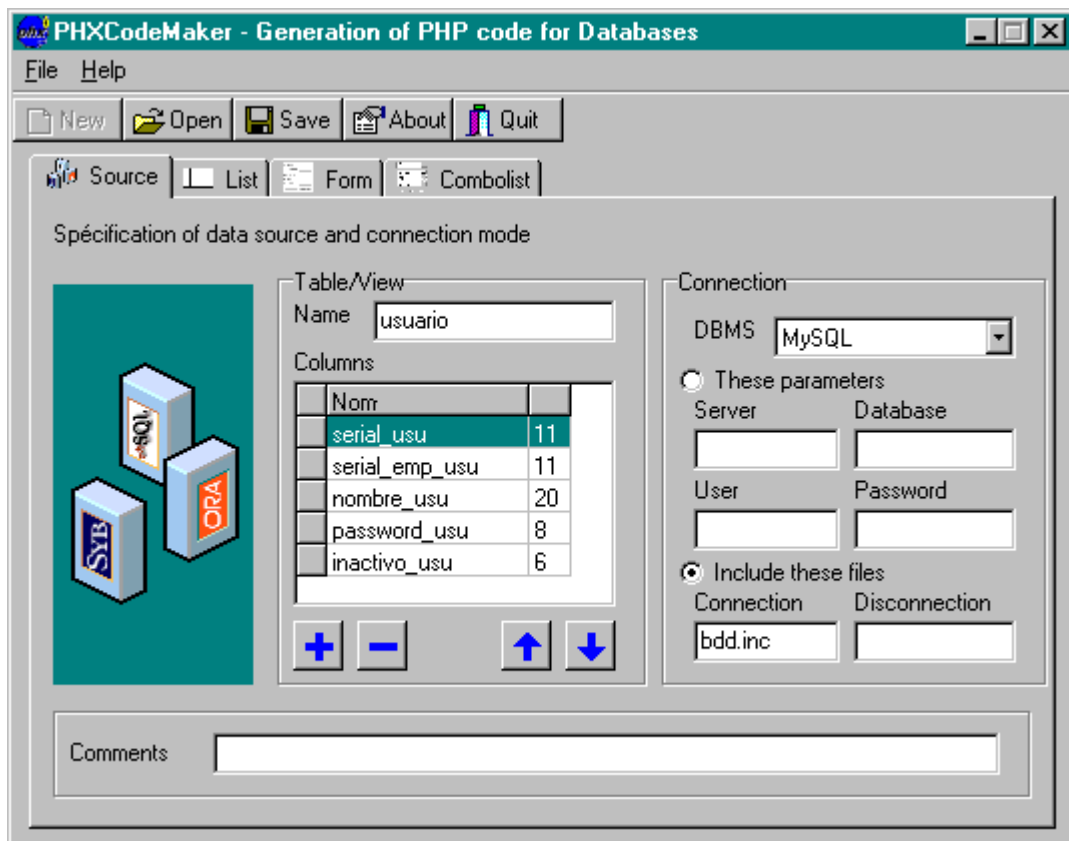 PHXCodeMaker - Generation of PHP code for Databases
File Help
New Open Save About Quit
Source List Form Combolist
Spécification of data source and connection mode
Table/View
Name usuario
Columns
Nom
serial_usu 11
serial_emp_usu 11
nombre_usu 20
password_usu 8
inactivo_usu 6
Connection
DBMS MySQL
These parameters
Server Database
User Password
Include these files
Connection Disconnection
bdd.inc
SQL
ORA
SYB
Comments